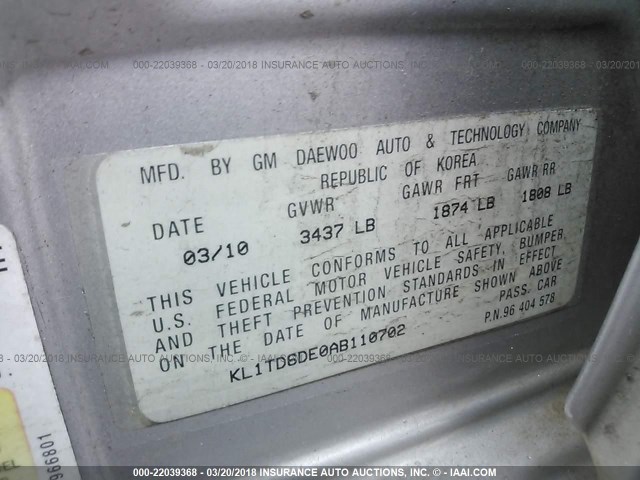 000-22039368 - 03/20/2018 - INSURANCE AUTO AUCTIONS, INC. - © IAAI.COM
MFD. BY GM DAEWOO AUTO & TECHNOLOGY COMPANY
REPUBLIC OF KOREA
DATE GVWR GAWR FRT GAWR RR
03/10 3437 LB 1874 LB 1808 LB
THIS VEHICLE CONFORMS TO ALL APPLICABLE
U.S. FEDERAL MOTOR VEHICLE SAFETY, BUMPER,
AND THEFT PREVENTION STANDARDS IN EFFECT
ON THE DATE OF MANUFACTURE SHOWN ABOVE
PASS. CAR
KL1TD6DE0AB110702
P.N.96 404 578
966801
000-22039368 - 03/20/2018 - INSURANCE AUTO AUCTIONS, INC. - © IAAI.COM